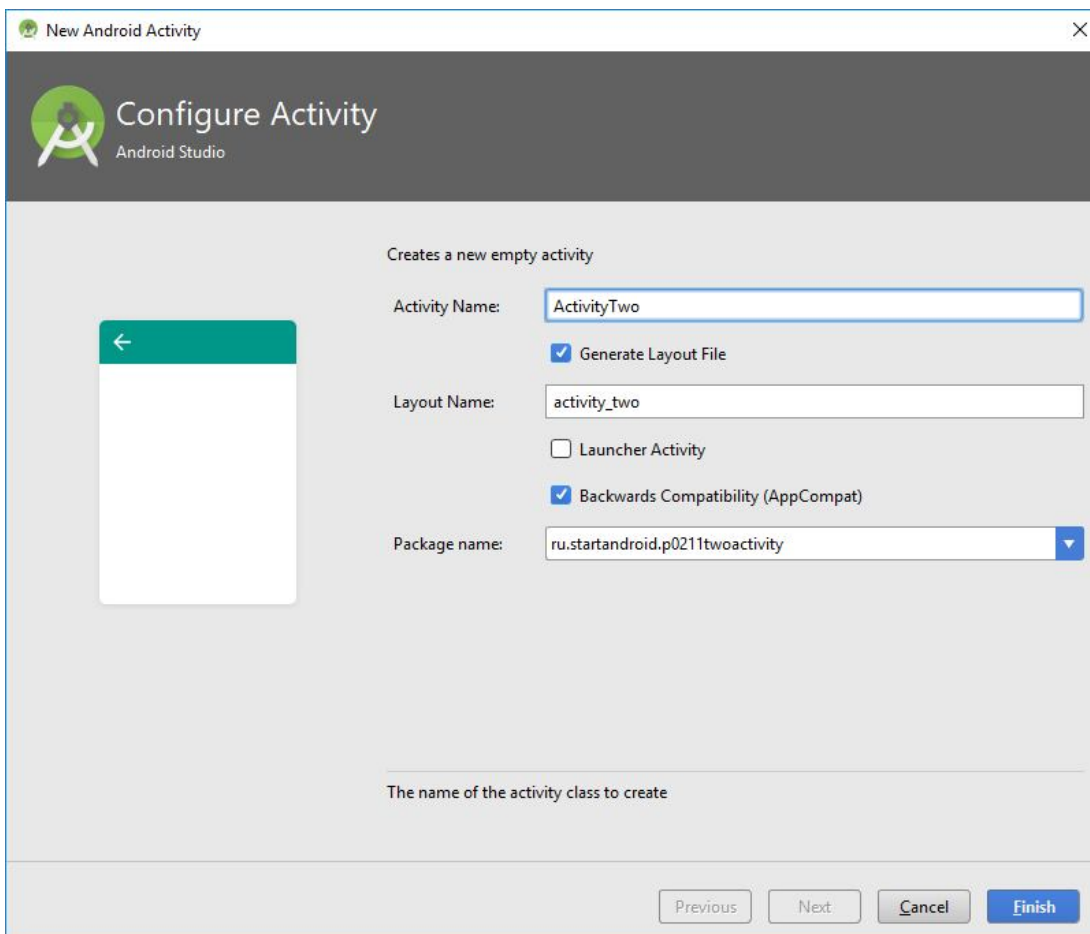 New Android Activity
Configure Activity
Android Studio
Creates a new empty activity
Activity Name: ActivityTwo
Generate Layout File
Layout Name: activity_two
Launcher Activity
Backwards Compatibility (AppCompat)
Package name: ru.startandroid.p0211twoactivity
The name of the activity class to create
Previous Next Cancel Finish